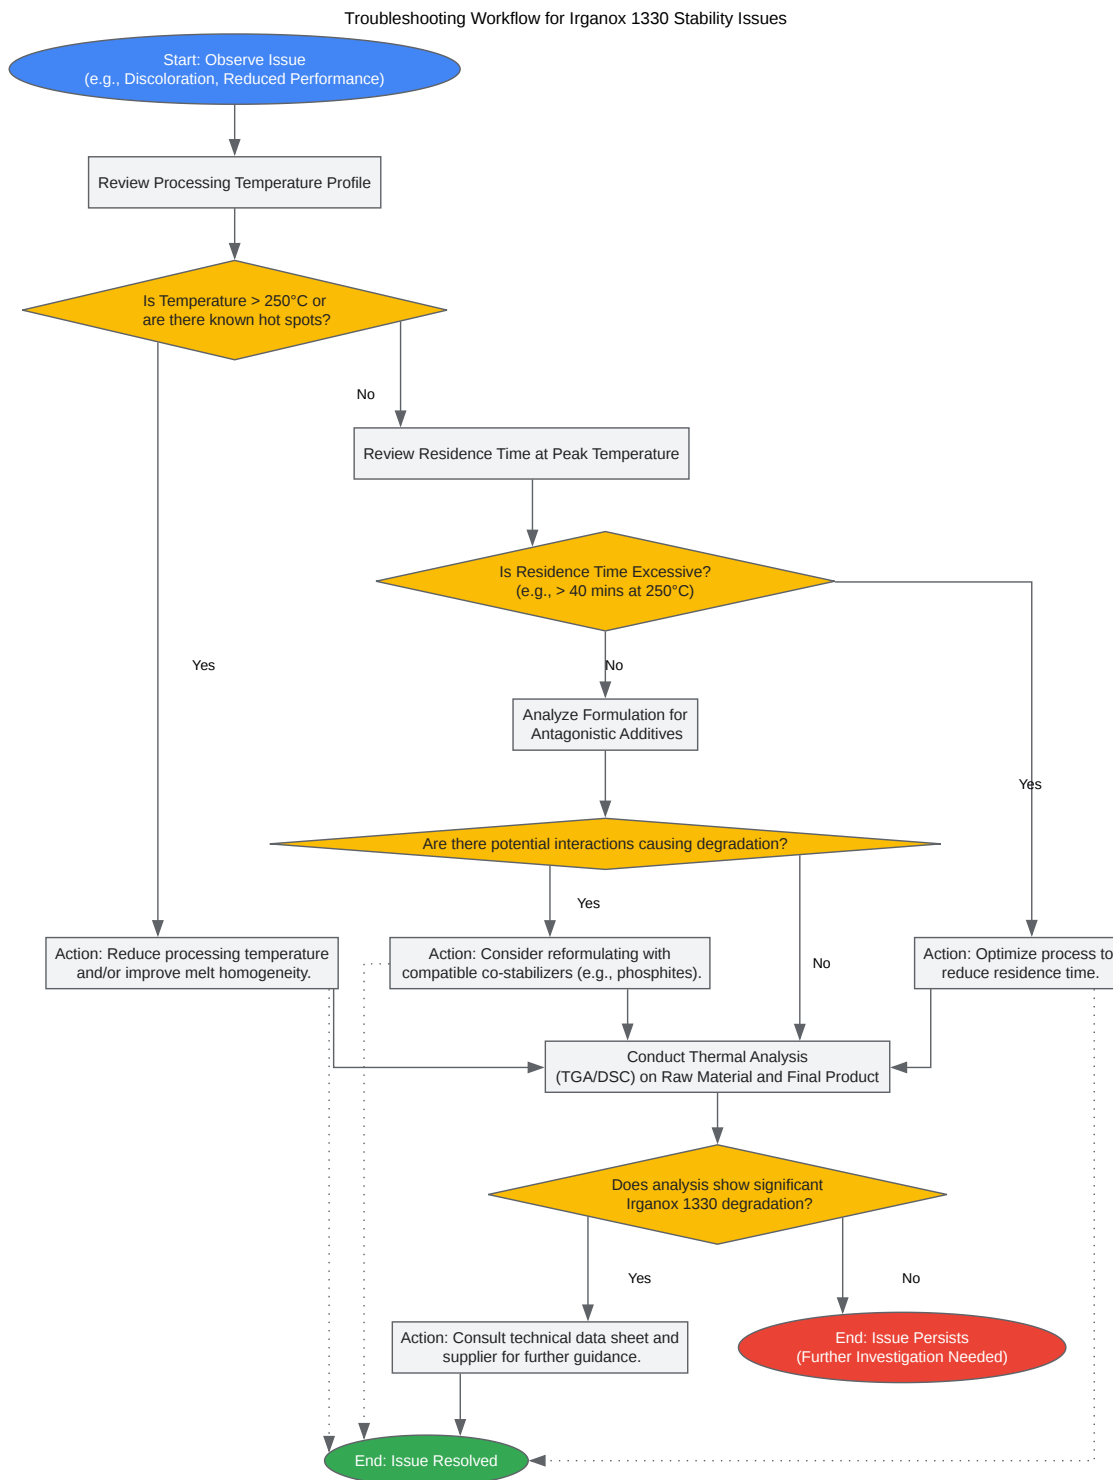 Troubleshooting Workflow for Irganox 1330 Stability Issues
Start: Observe Issue
(e.g., Discoloration, Reduced Performance)
Review Processing Temperature Profile
Is Temperature > 250°C or
are there known hot spots?
No
Review Residence Time at Peak Temperature
Is Residence Time Excessive?
(e.g., > 40 mins at 250°C)
Yes
No
Analyze Formulation for
Antagonistic Additives
Yes
Are there potential interactions causing degradation?
Yes
Action: Reduce processing temperature
and/or improve melt homogeneity.
Action: Consider reformulating with
compatible co-stabilizers (e.g., phosphites).
No
Action: Optimize process to
reduce residence time.
Conduct Thermal Analysis
(TGA/DSC) on Raw Material and Final Product
Does analysis show significant
Irganox 1330 degradation?
Yes
No
Action: Consult technical data sheet and
supplier for further guidance.
End: Issue Persists
(Further Investigation Needed)
End: Issue Resolved